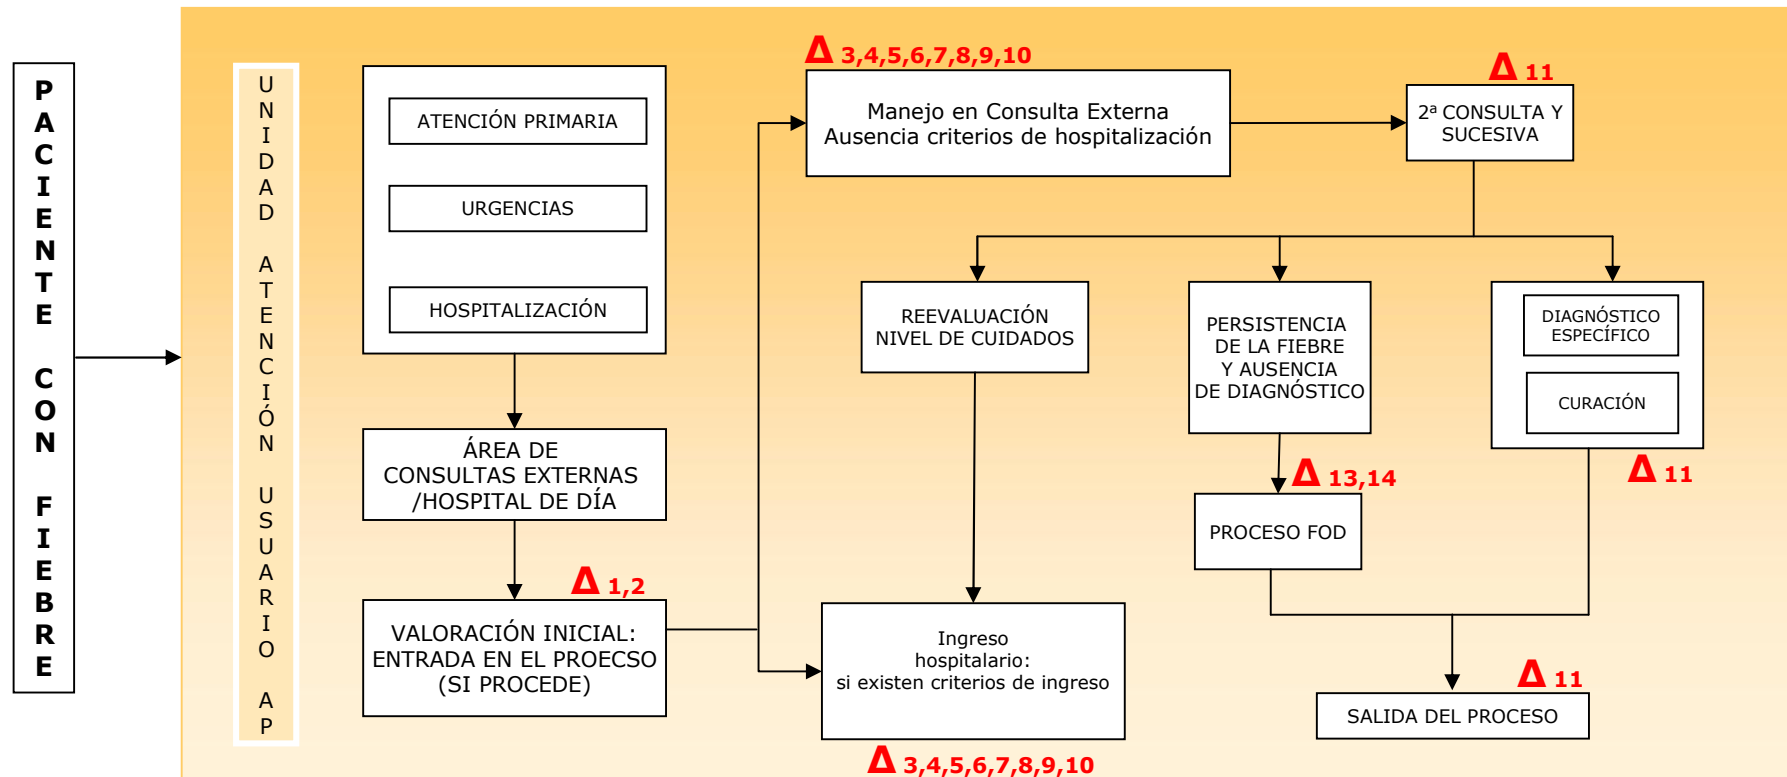 PACIENTE CON FIEBRE
UNIDAD ATENCIÓN USUARIO AP
ATENCIÓN PRIMARIA
URGENCIAS
HOSPITALIZACIÓN
ÁREA DE
CONSULTAS EXTERNAS
/HOSPITAL DE DÍA
Δ 1,2
VALORACIÓN INICIAL:
ENTRADA EN EL PROECSO
(SI PROCEDE)
Δ 3,4,5,6,7,8,9,10
Manejo en Consulta Externa
Ausencia criterios de hospitalización
Δ 11
2ª CONSULTA Y
SUCESIVA
REEVALUACIÓN
NIVEL DE CUIDADOS
PERSISTENCIA
DE LA FIEBRE
Y AUSENCIA
DE DIAGNÓSTICO
DIAGNÓSTICO
ESPECÍFICO
CURACIÓN
Δ 11
Δ 13,14
PROCESO FOD
Ingreso
hospitalario:
si existen criterios de ingreso
Δ 3,4,5,6,7,8,9,10
Δ 11
SALIDA DEL PROCESO